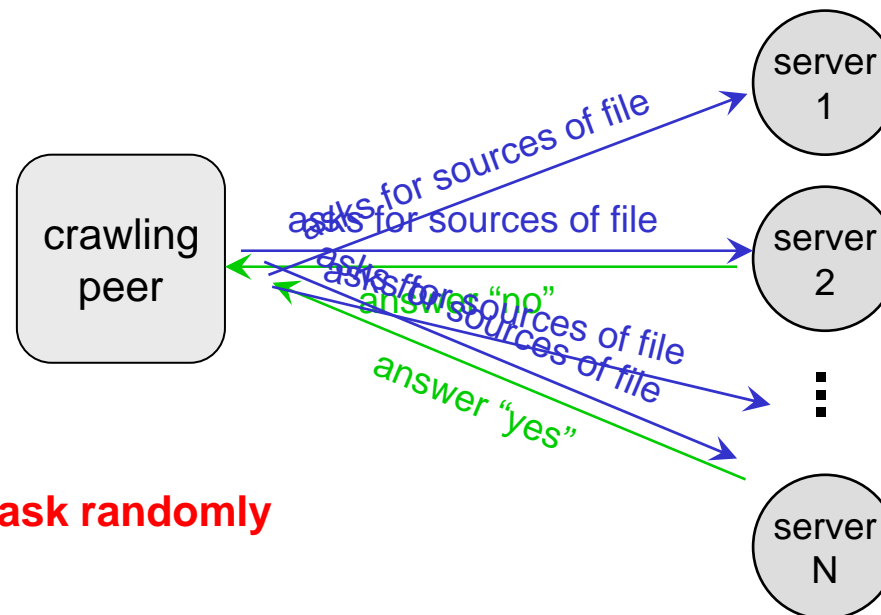 server
1
asks for sources of file
asks for sources of file
crawling
peer
server
2
asks for sources of file
asks for sources of file
answer “no”
answer “yes”
ask randomly
server
N